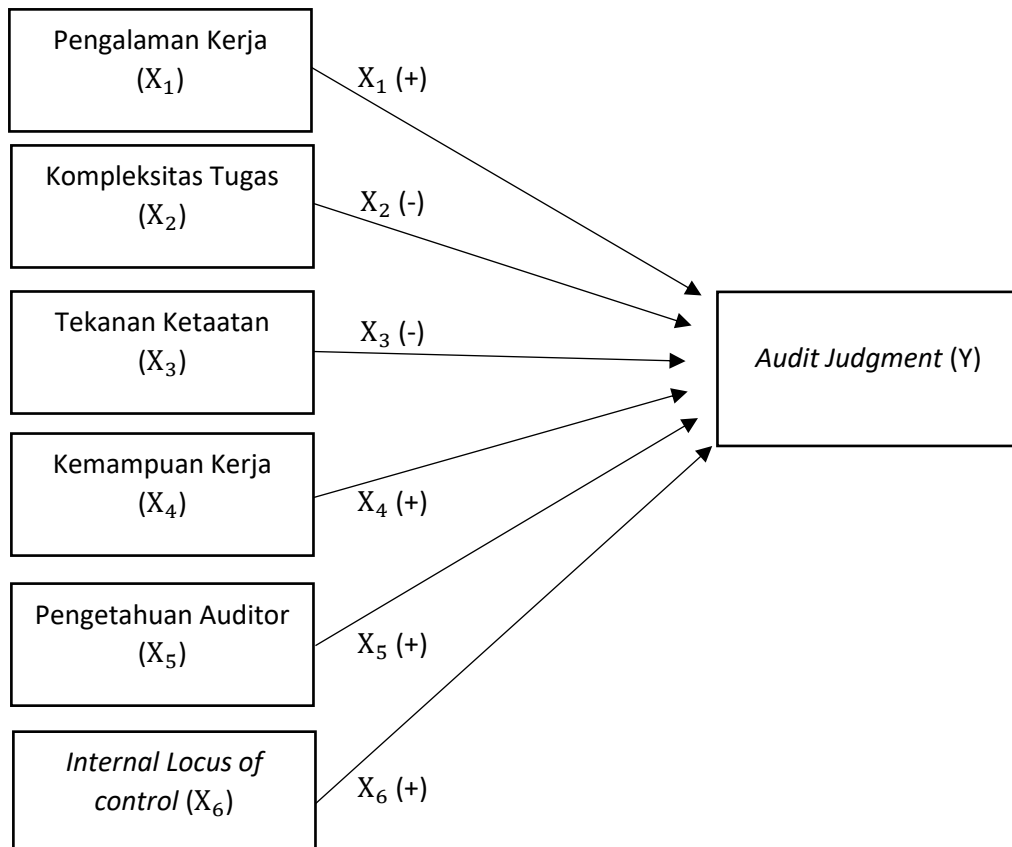 Pengalaman Kerja
(X₁)
X₁ (+)
Kompleksitas Tugas
(X₂)
X₂ (-)
Tekanan Ketaatan
(X₃)
X₃ (-)
Audit Judgment (Y)
Kemampuan Kerja
(X₄)
X₄ (+)
Pengetahuan Auditor
(X₅)
X₅ (+)
Internal Locus of
control (X₆)
X₆ (+)